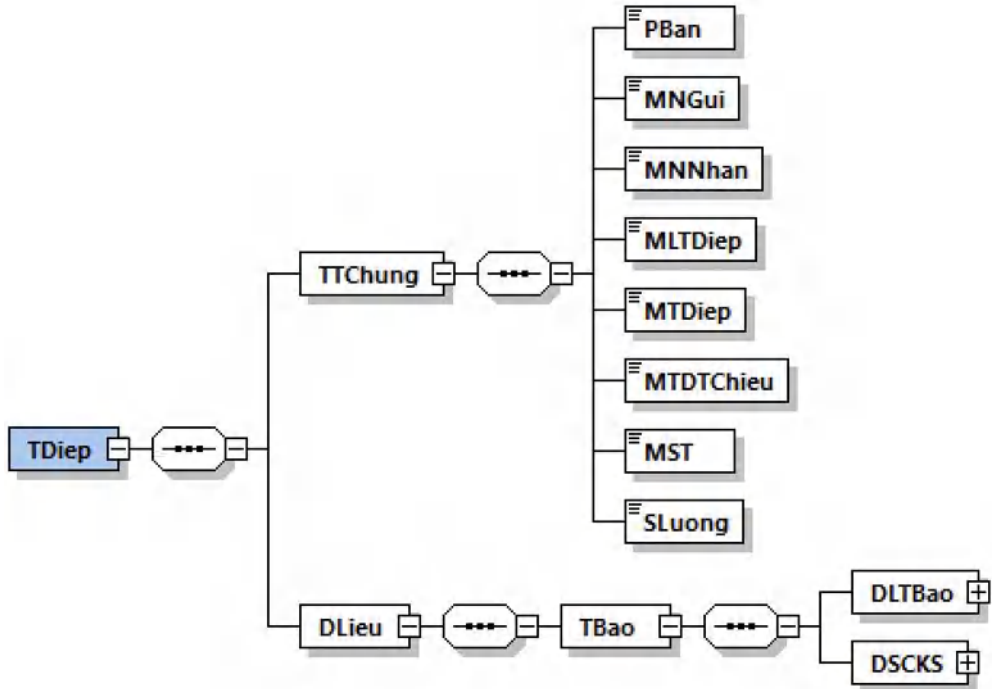 PBan
MNGui
MNNhan
MLTDiep
TTChung
MTDiep
MTDTChieu
TDiep
MST
SLuong
DLieu
TBao
DLTBao
DSCKS